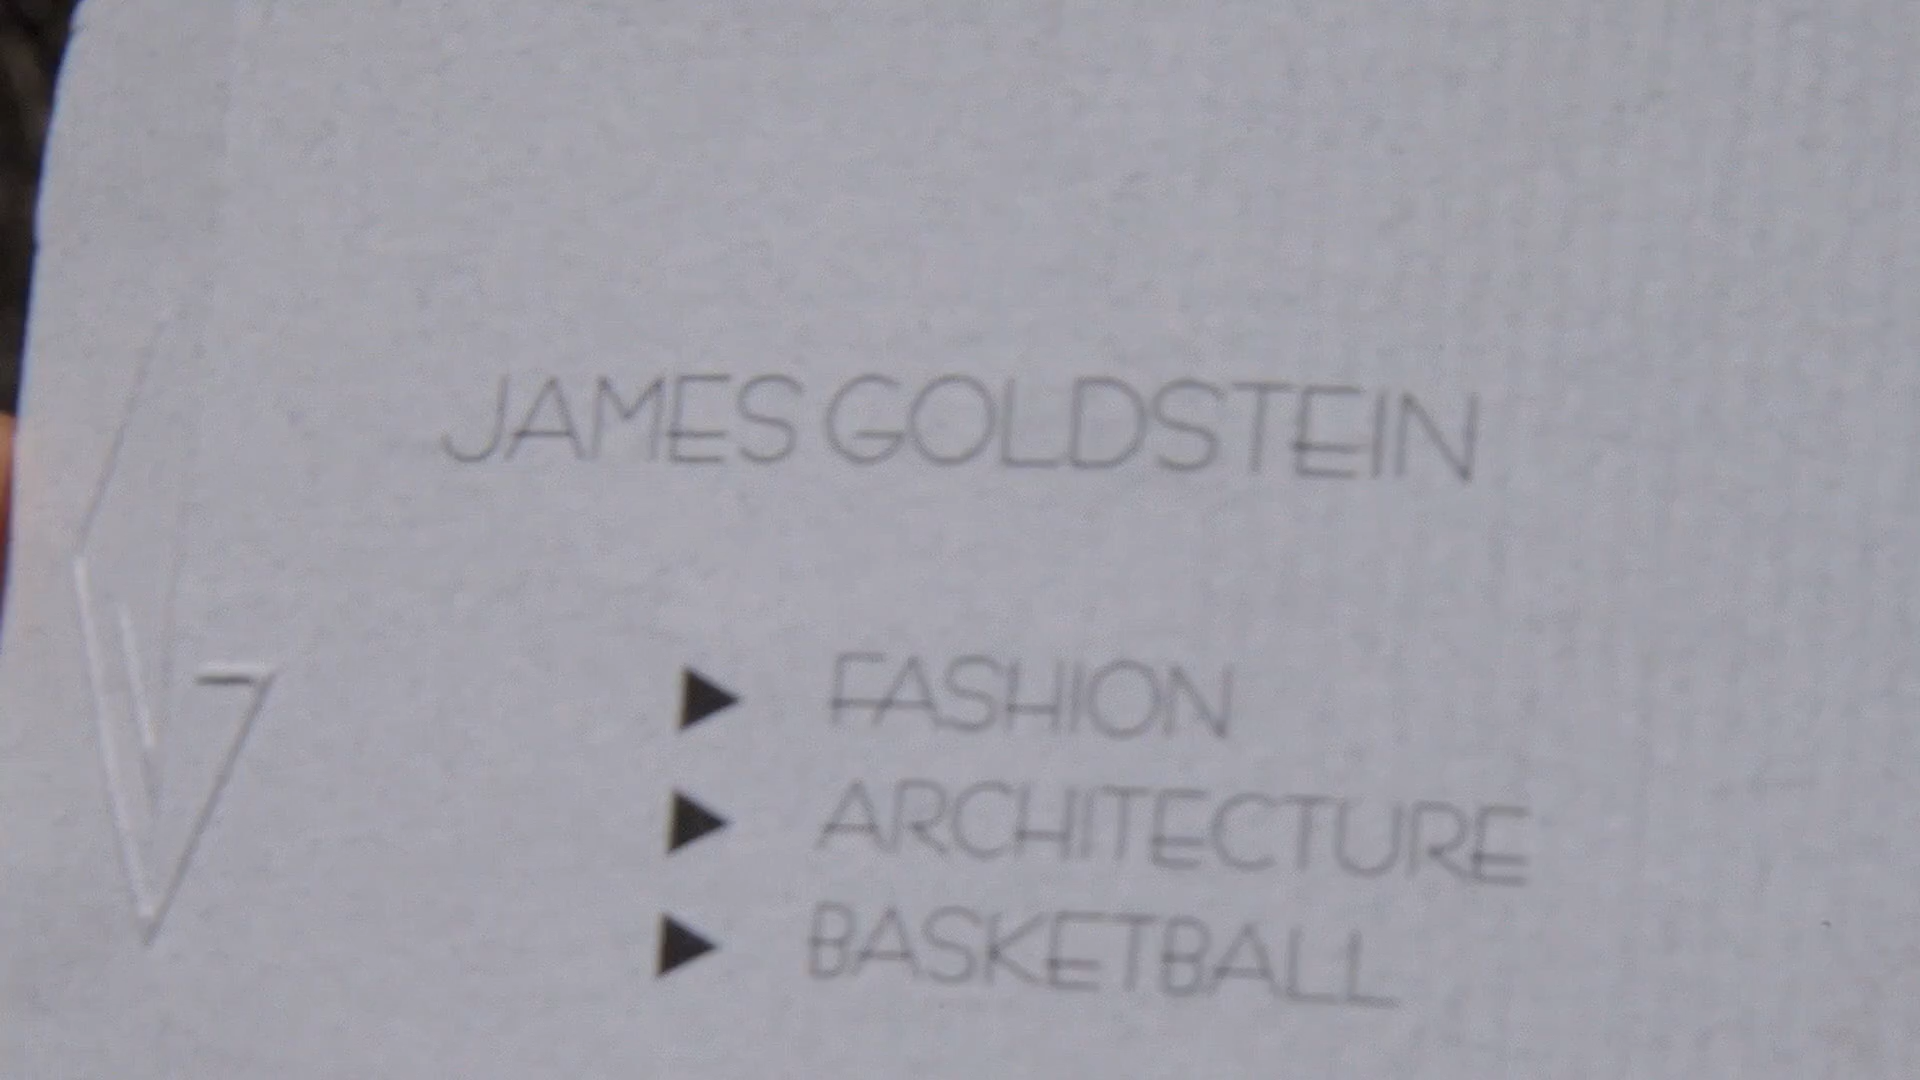 JAMES GOLDSTEIN
▶ FASHION
▶ ARCHITECTURE
▶ BASKETBALL